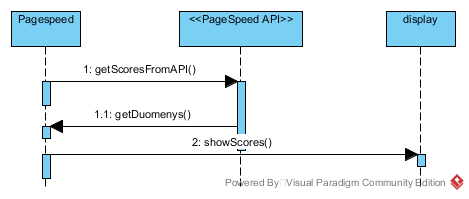 Pagespeed
<<PageSpeed API>>
display
1: getScoresFromAPI()
1.1: getDuomenys()
2: showScores()
Powered By Visual Paradigm Community Edition